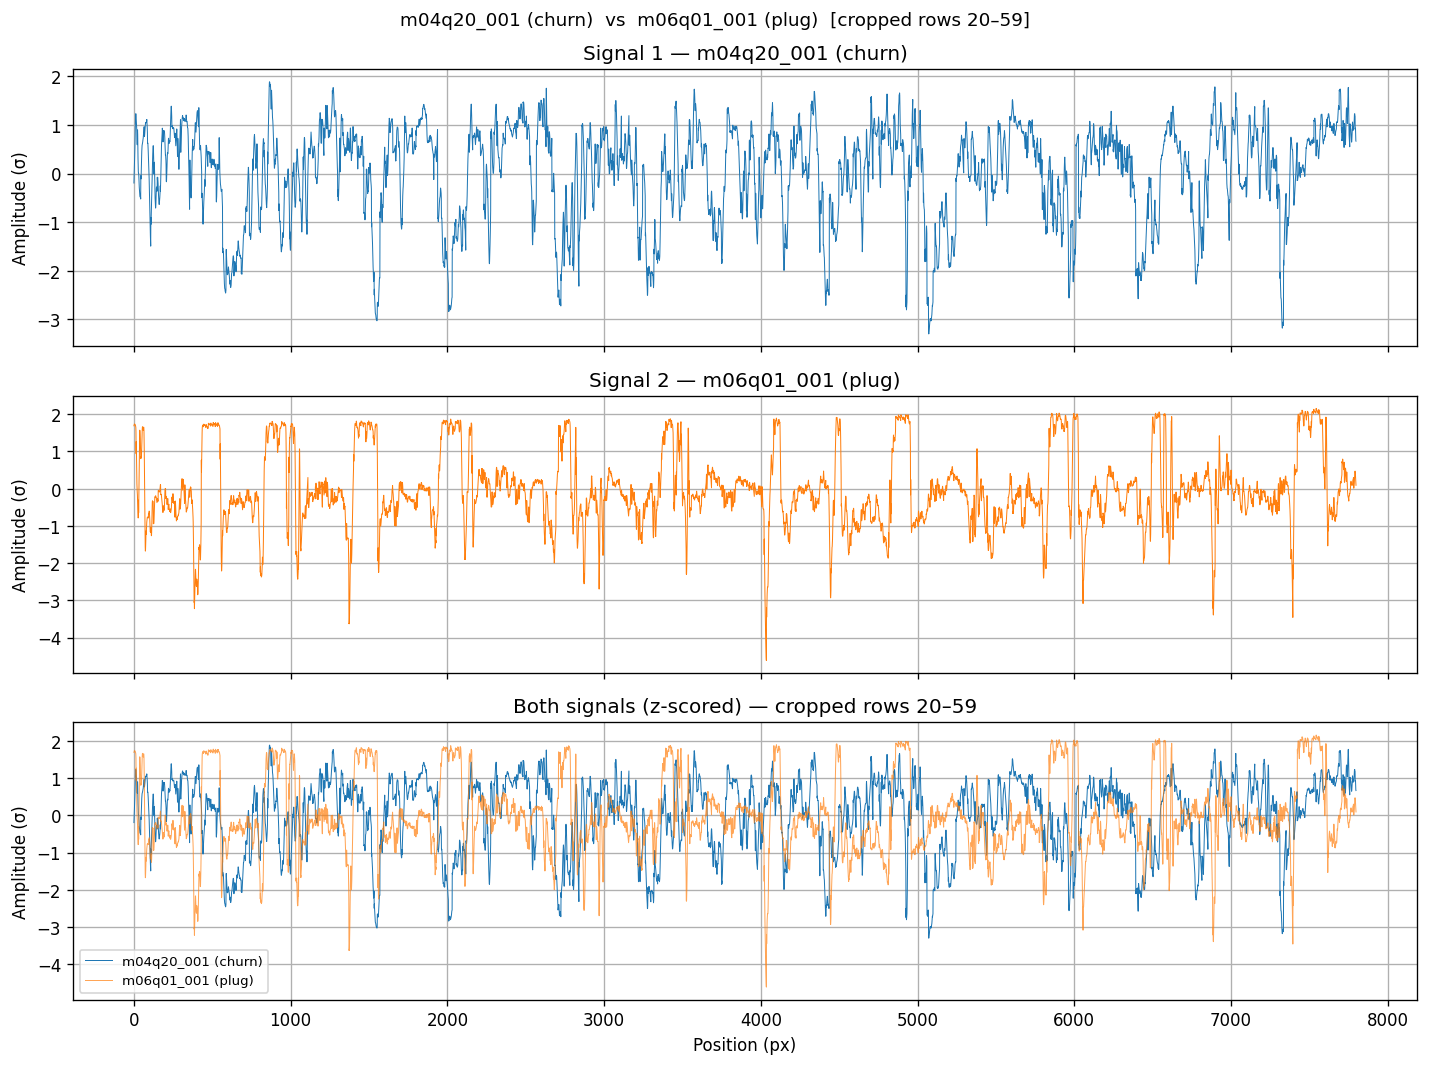 m04q20_001 (churn)  vs  m06q01_001 (plug)  [cropped rows 20–59]
Signal 1 — m04q20_001 (churn)
Amplitude (σ)
2
1
0
−1
−2
−3
Signal 2 — m06q01_001 (plug)
Amplitude (σ)
2
1
0
−1
−2
−3
−4
Both signals (z-scored) — cropped rows 20–59
Amplitude (σ)
2
1
0
−1
−2
−3
−4
m04q20_001 (churn)
m06q01_001 (plug)
0 1000 2000 3000 4000 5000 6000 7000 8000
Position (px)